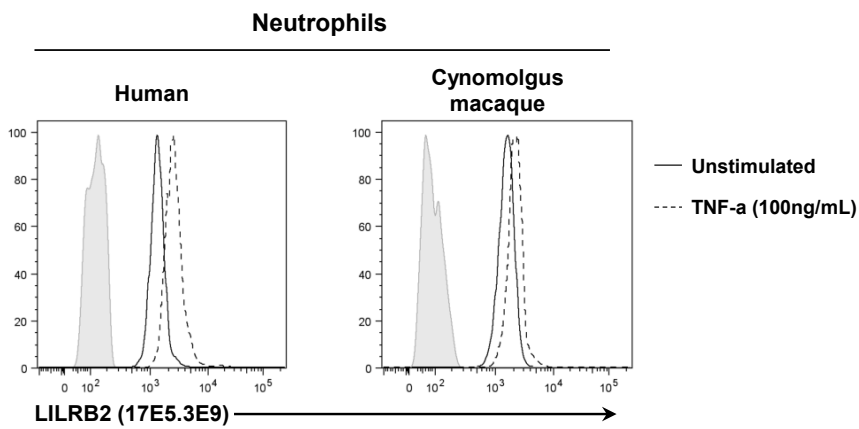 Neutrophils
Human
Cynomolgus
macaque
100
80
60
40
20
0
0 10² 10³ 10⁴ 10⁵
100
80
60
40
20
0
0 10² 10³ 10⁴ 10⁵
Unstimulated
TNF-a (100ng/mL)
LILRB2 (17E5.3E9)